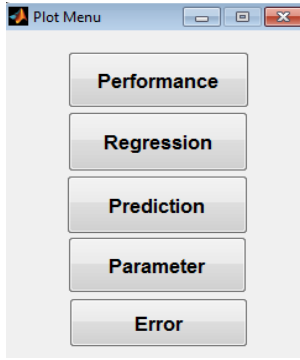 Plot Menu
Performance
Regression
Prediction
Parameter
Error